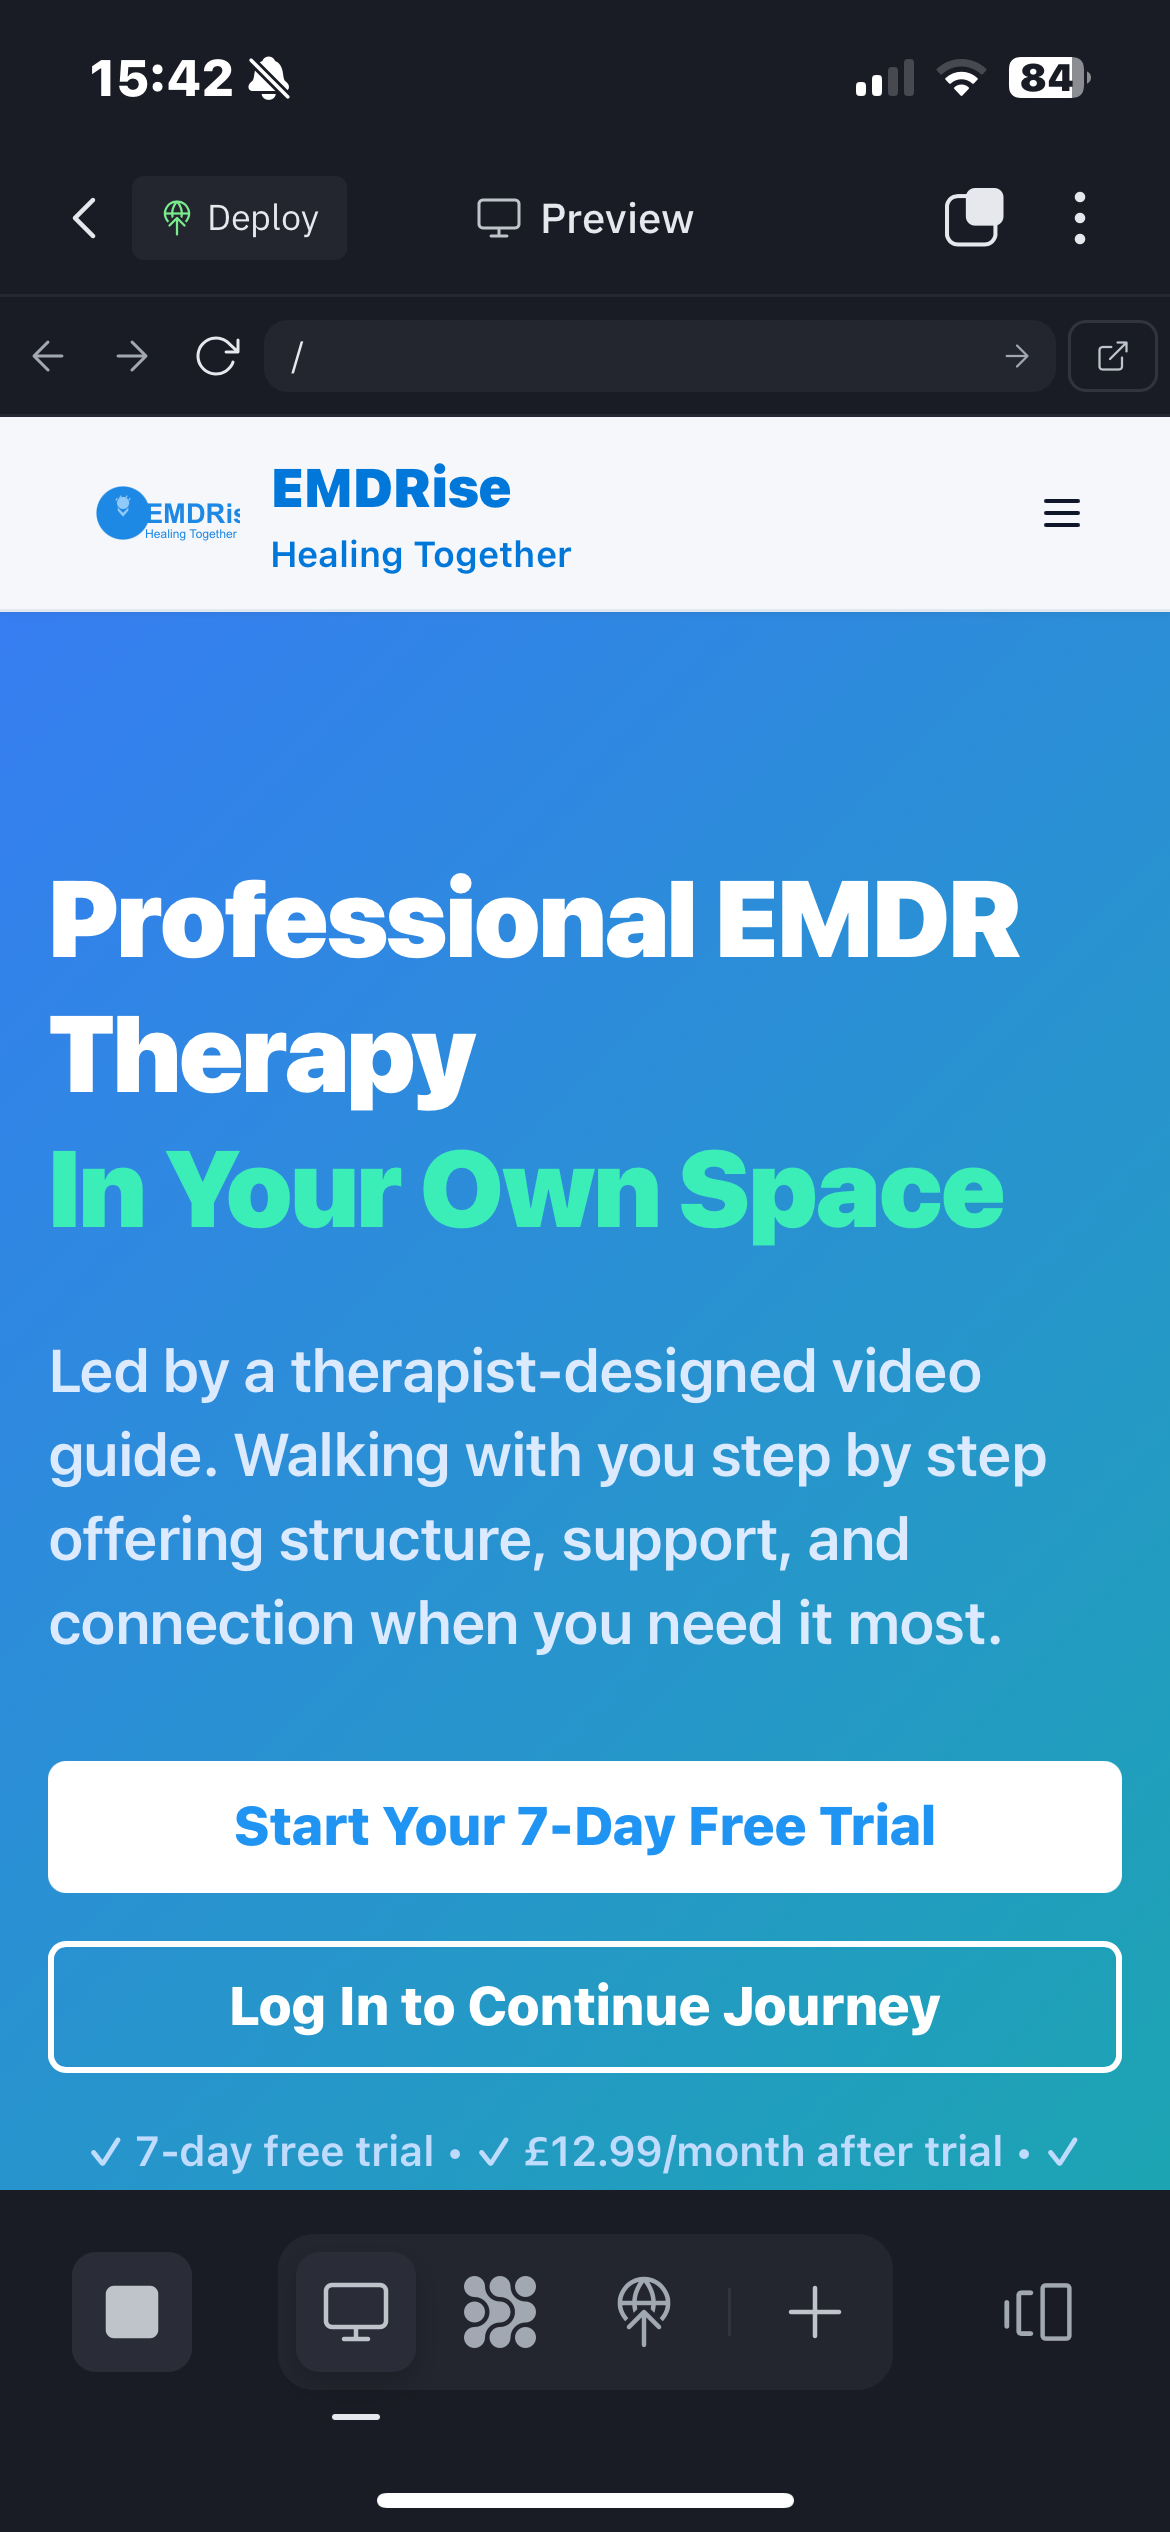 15:42
84
Deploy
Preview
/
EMDRis
Healing Together
EMDRise
Healing Together
Professional EMDR
Therapy
In Your Own Space
Led by a therapist-designed video
guide. Walking with you step by step
offering structure, support, and
connection when you need it most.
Start Your 7-Day Free Trial
Log In to Continue Journey
✓ 7-day free trial • ✓ £12.99/month after trial • ✓